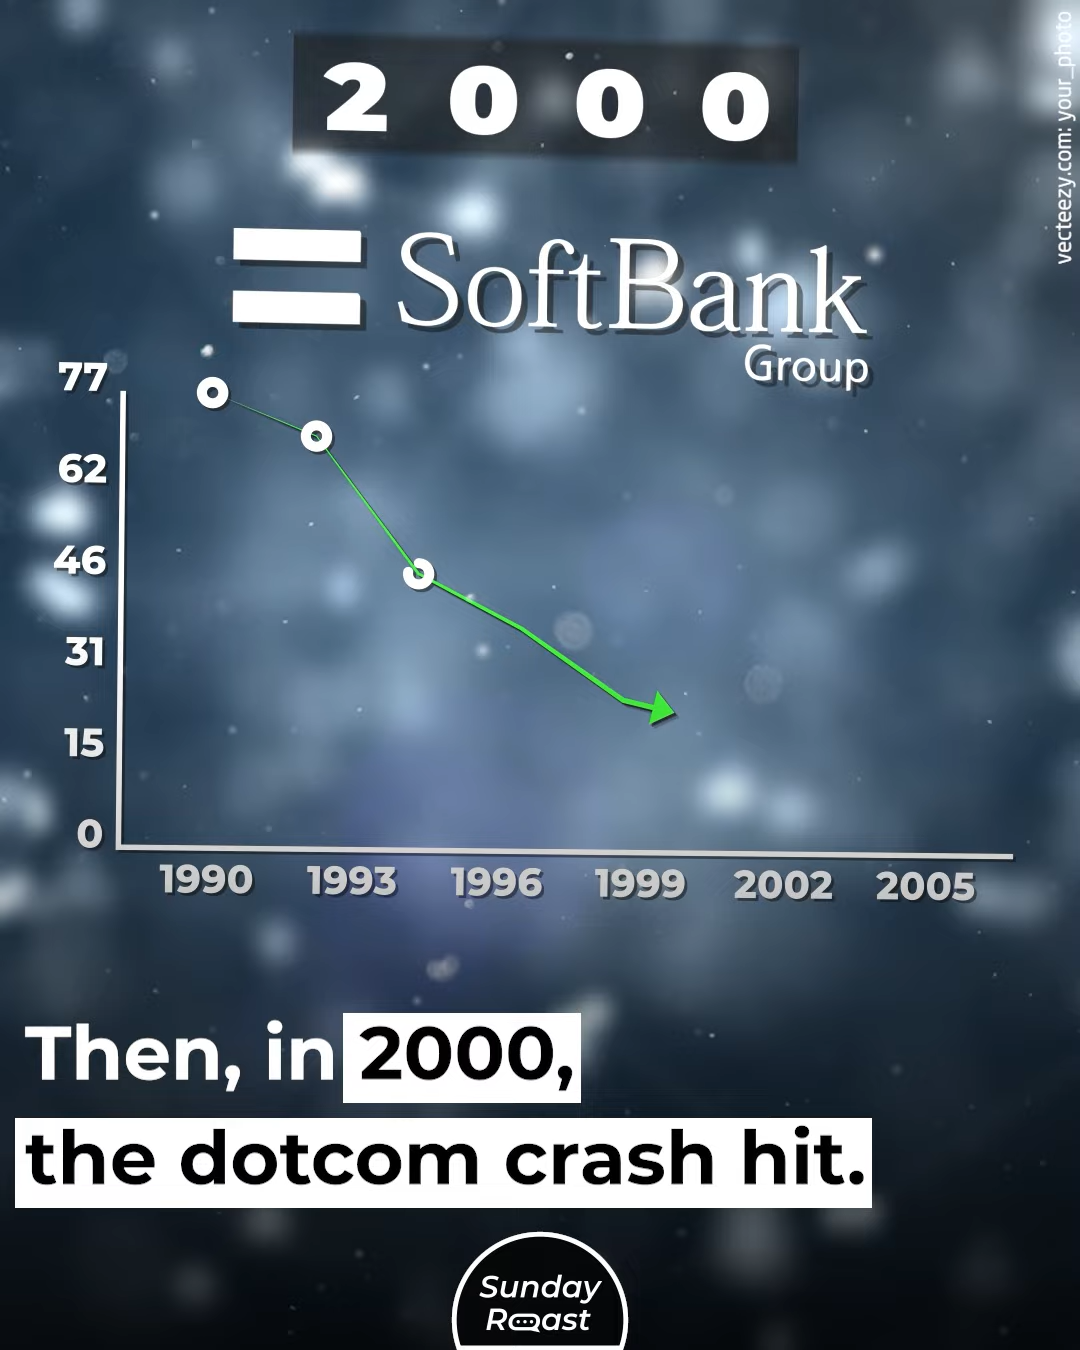 2000
vecteezy.com: your_photo
SoftBank
Group
77
62
46
31
15
0
1990 1993 1996 1999 2002 2005
Then, in 2000,
the dotcom crash hit.
Sunday
Roast